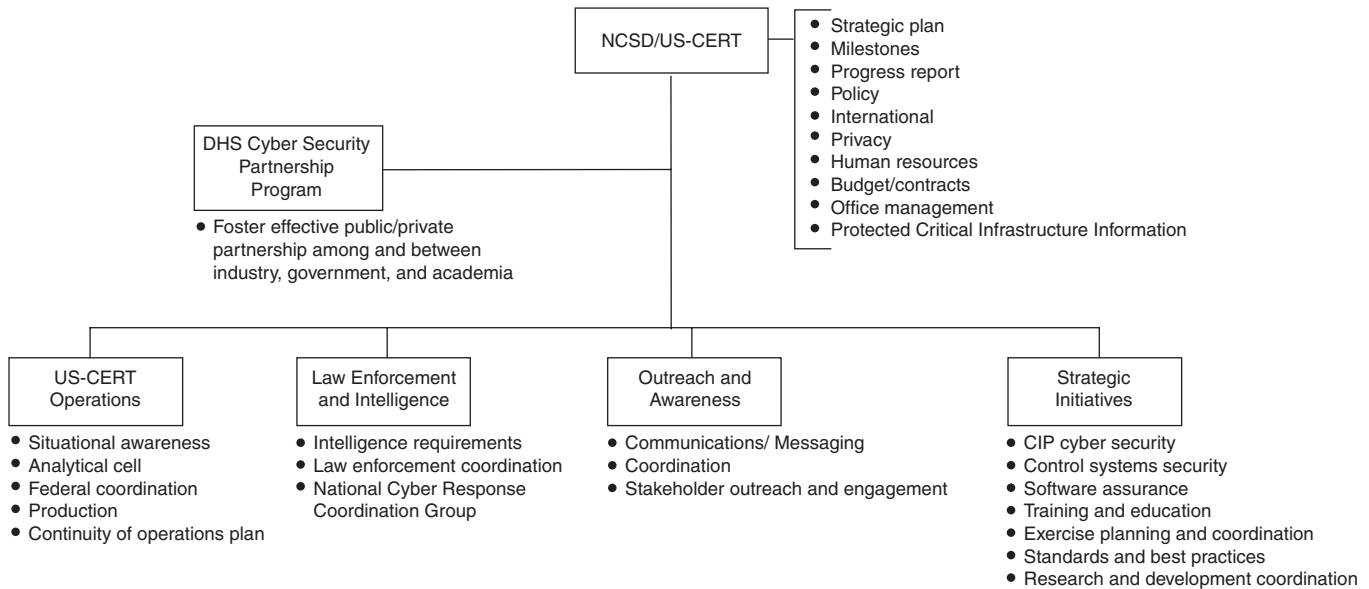 NCSD/US-CERT
• Strategic plan
• Milestones
• Progress report
• Policy
• International
• Privacy
• Human resources
• Budget/contracts
• Office management
• Protected Critical Infrastructure Information
DHS Cyber Security
Partnership
Program
• Foster effective public/private
partnership among and between
industry, government, and academia
US-CERT
Operations
• Situational awareness
• Analytical cell
• Federal coordination
• Production
• Continuity of operations plan
Law Enforcement
and Intelligence
• Intelligence requirements
• Law enforcement coordination
• National Cyber Response
Coordination Group
Outreach and
Awareness
• Communications/ Messaging
• Coordination
• Stakeholder outreach and engagement
Strategic
Initiatives
• CIP cyber security
• Control systems security
• Software assurance
• Training and education
• Exercise planning and coordination
• Standards and best practices
• Research and development coordination